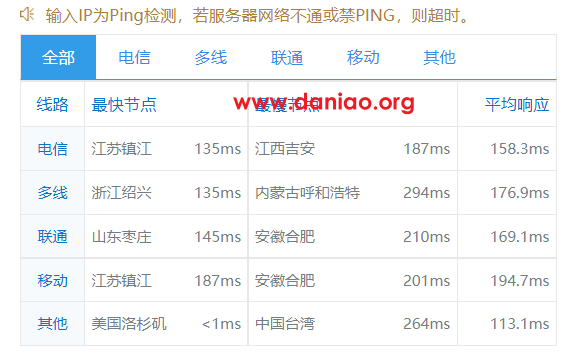 输入IP为Ping检测，若服务器网络不通或禁PING，则超时。
全部 电信 多线 联通 移动 其他
www.daniao.org
线路 最快节点 最慢节点 平均响应
电信 江苏镇江 135ms 江西吉安 187ms 158.3ms
多线 浙江绍兴 135ms 内蒙古呼和浩特 294ms 176.9ms
联通 山东枣庄 145ms 安徽合肥 210ms 169.1ms
移动 江苏镇江 187ms 安徽合肥 201ms 194.7ms
其他 美国洛杉矶 <1ms 中国台湾 264ms 113.1ms